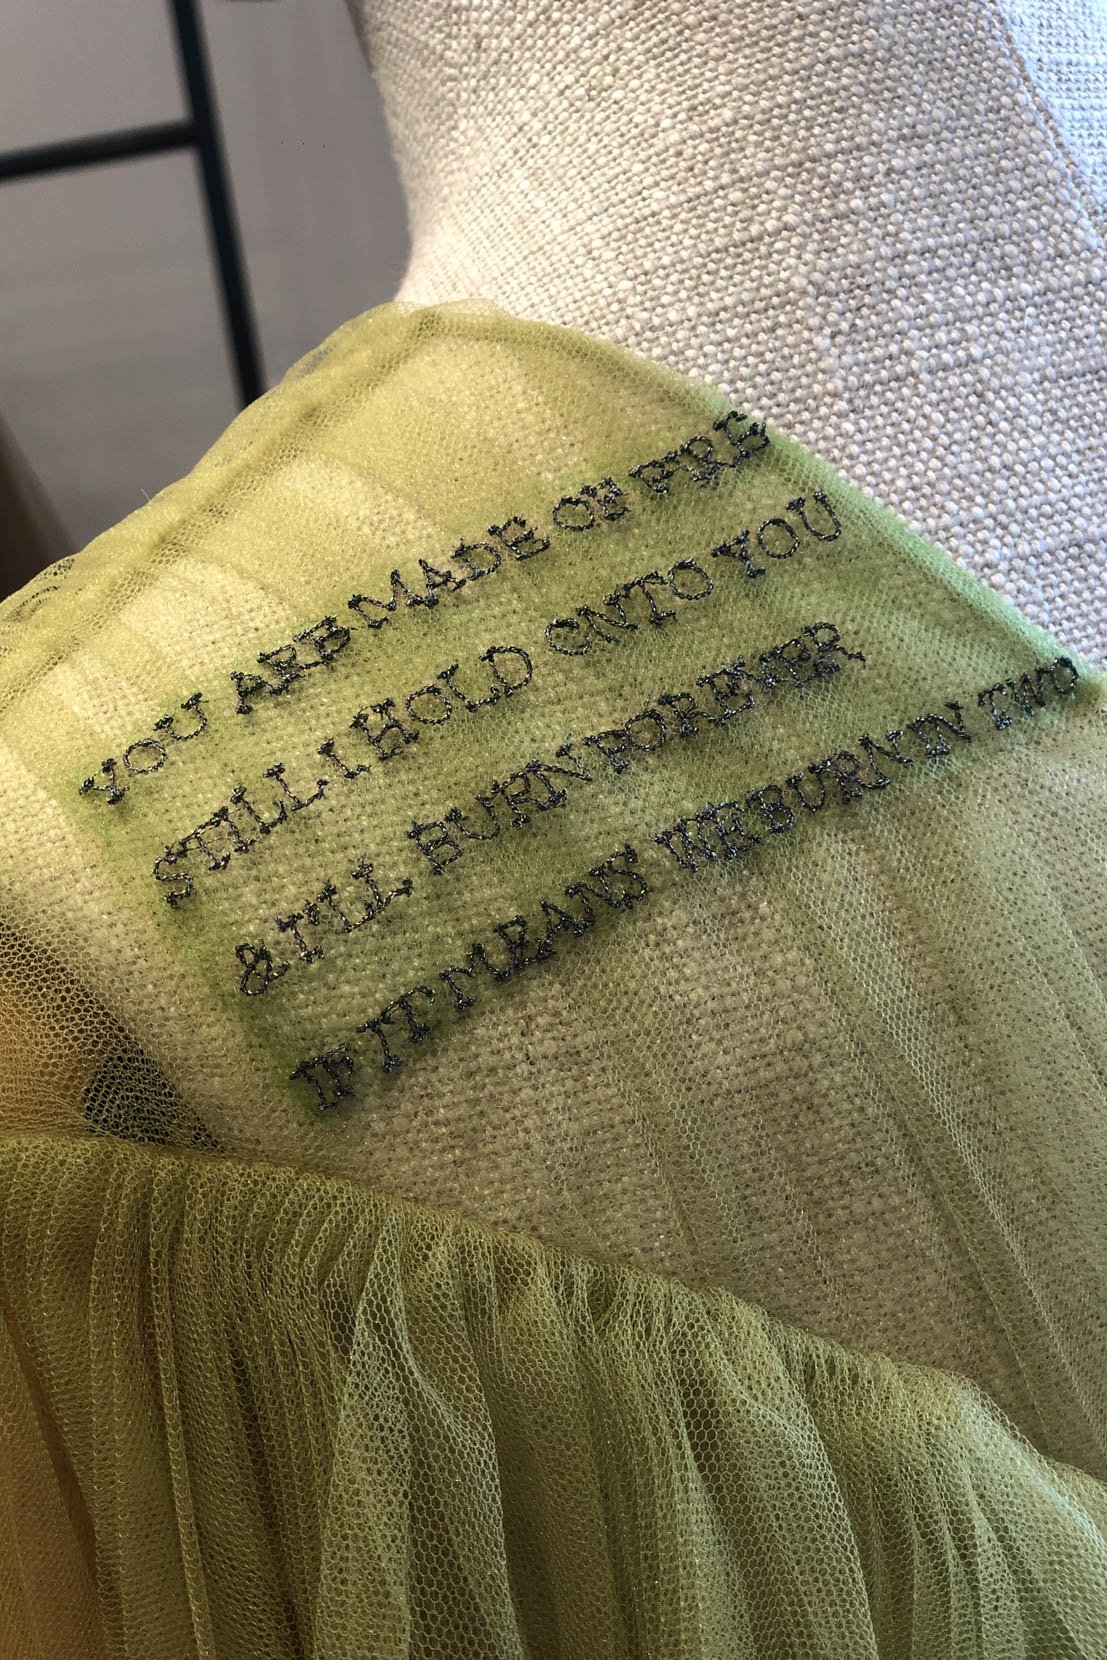 YOU ARE MADE OF FIRE
STILL I HOLD ONTO YOU
& I'LL BURN FOREVER
IF IT MEANS WE BURN IN TWO